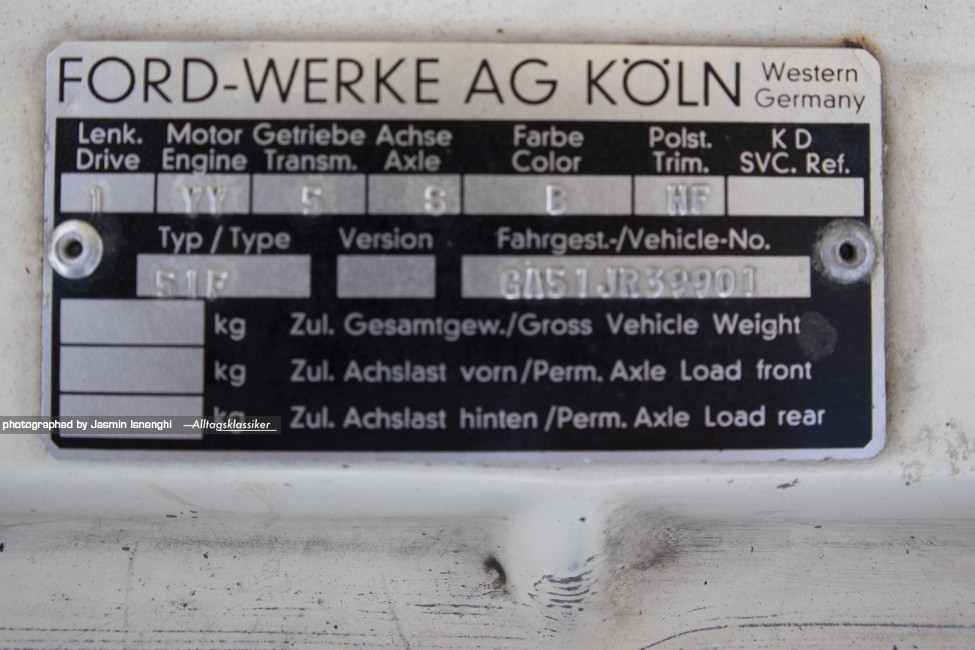 FORD-WERKE AG KÖLN Western Germany
Lenk. Motor Getriebe Achse Farbe Polst. K D
Drive Engine Transm. Axle Color Trim. SVC. Ref.
1 YY 5 S B HF
Typ / Type Version Fahrgest.-/Vehicle-No.
51F GA51JR39901
kg Zul. Gesamtgew./Gross Vehicle Weight
kg Zul. Achslast vorn/Perm. Axle Load front
kg Zul. Achslast hinten/Perm. Axle Load rear
photographed by Jasmin Isnenghi —Alltagsklassiker